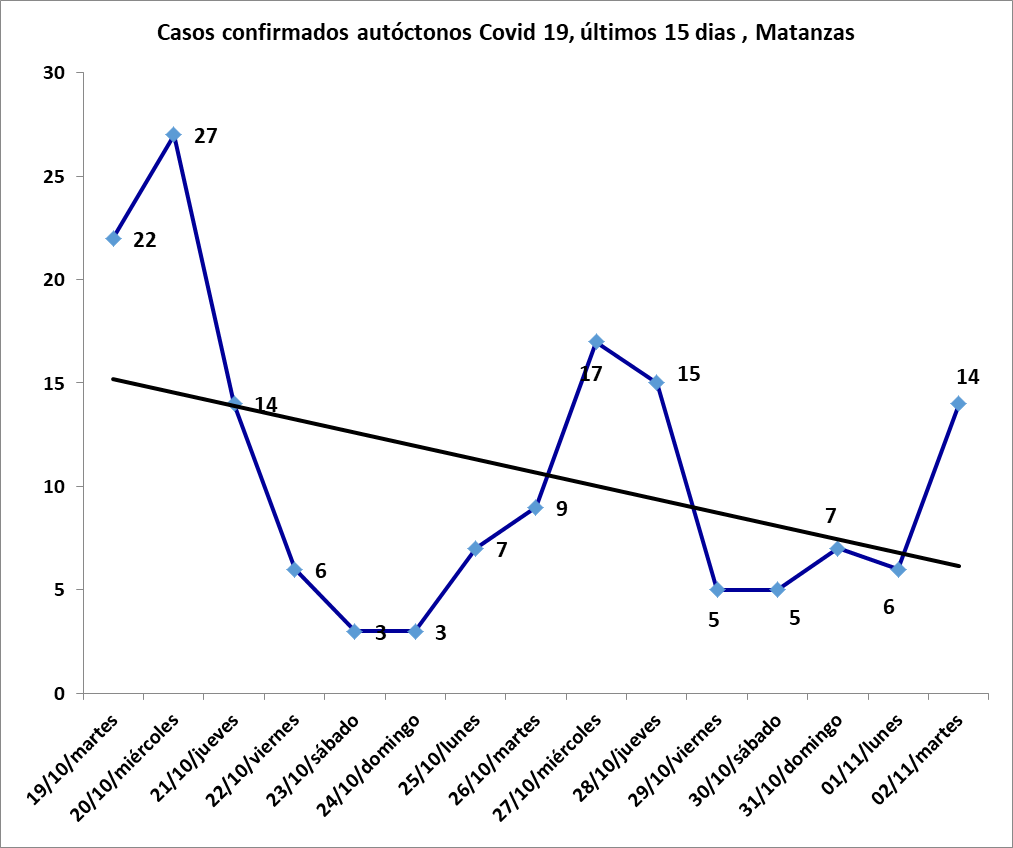 Casos confirmados autóctonos Covid 19, últimos 15 dias , Matanzas
30
25
20
15
10
5
0
22
27
14
6
3
3
7
9
17
15
5
5
7
6
14
19/10/martes
20/10/miércoles
21/10/jueves
22/10/viernes
23/10/sábado
24/10/domingo
25/10/lunes
26/10/martes
27/10/miércoles
28/10/jueves
29/10/viernes
30/10/sábado
31/10/domingo
01/11/lunes
02/11/martes